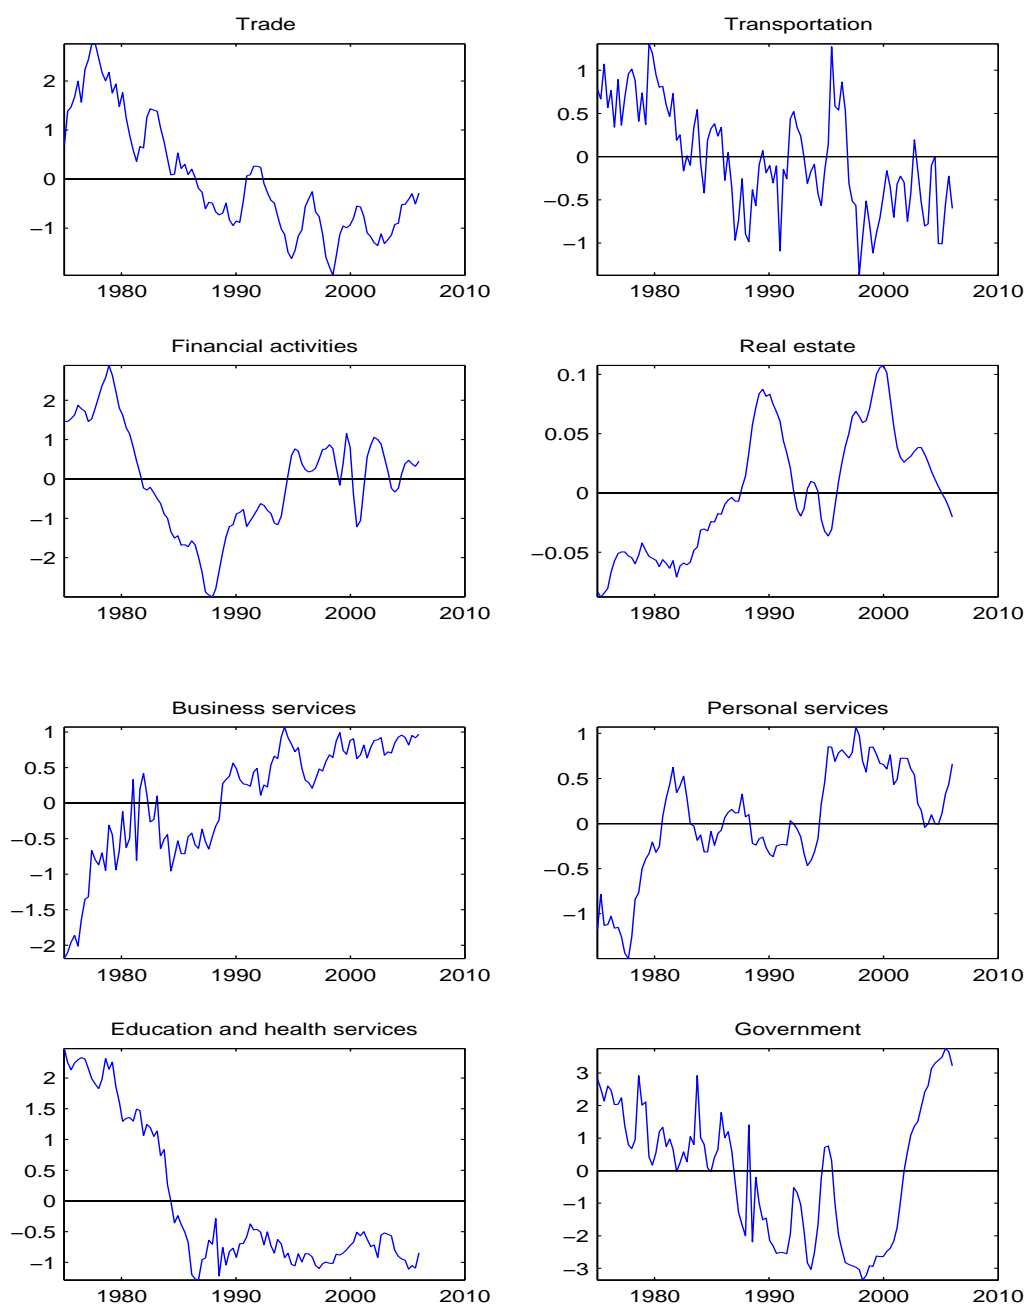 Trade
2
1
0
−1
1980 1990 2000 2010
Transportation
1
0.5
0
−0.5
−1
1980 1990 2000 2010
Financial activities
2
1
0
−1
−2
1980 1990 2000 2010
Real estate
0.1
0.05
0
−0.05
1980 1990 2000 2010
Business services
1
0.5
0
−0.5
−1
−1.5
−2
1980 1990 2000 2010
Personal services
1
0.5
0
−0.5
−1
1980 1990 2000 2010
Education and health services
2
1.5
1
0.5
0
−0.5
−1
1980 1990 2000 2010
Government
3
2
1
0
−1
−2
−3
1980 1990 2000 2010